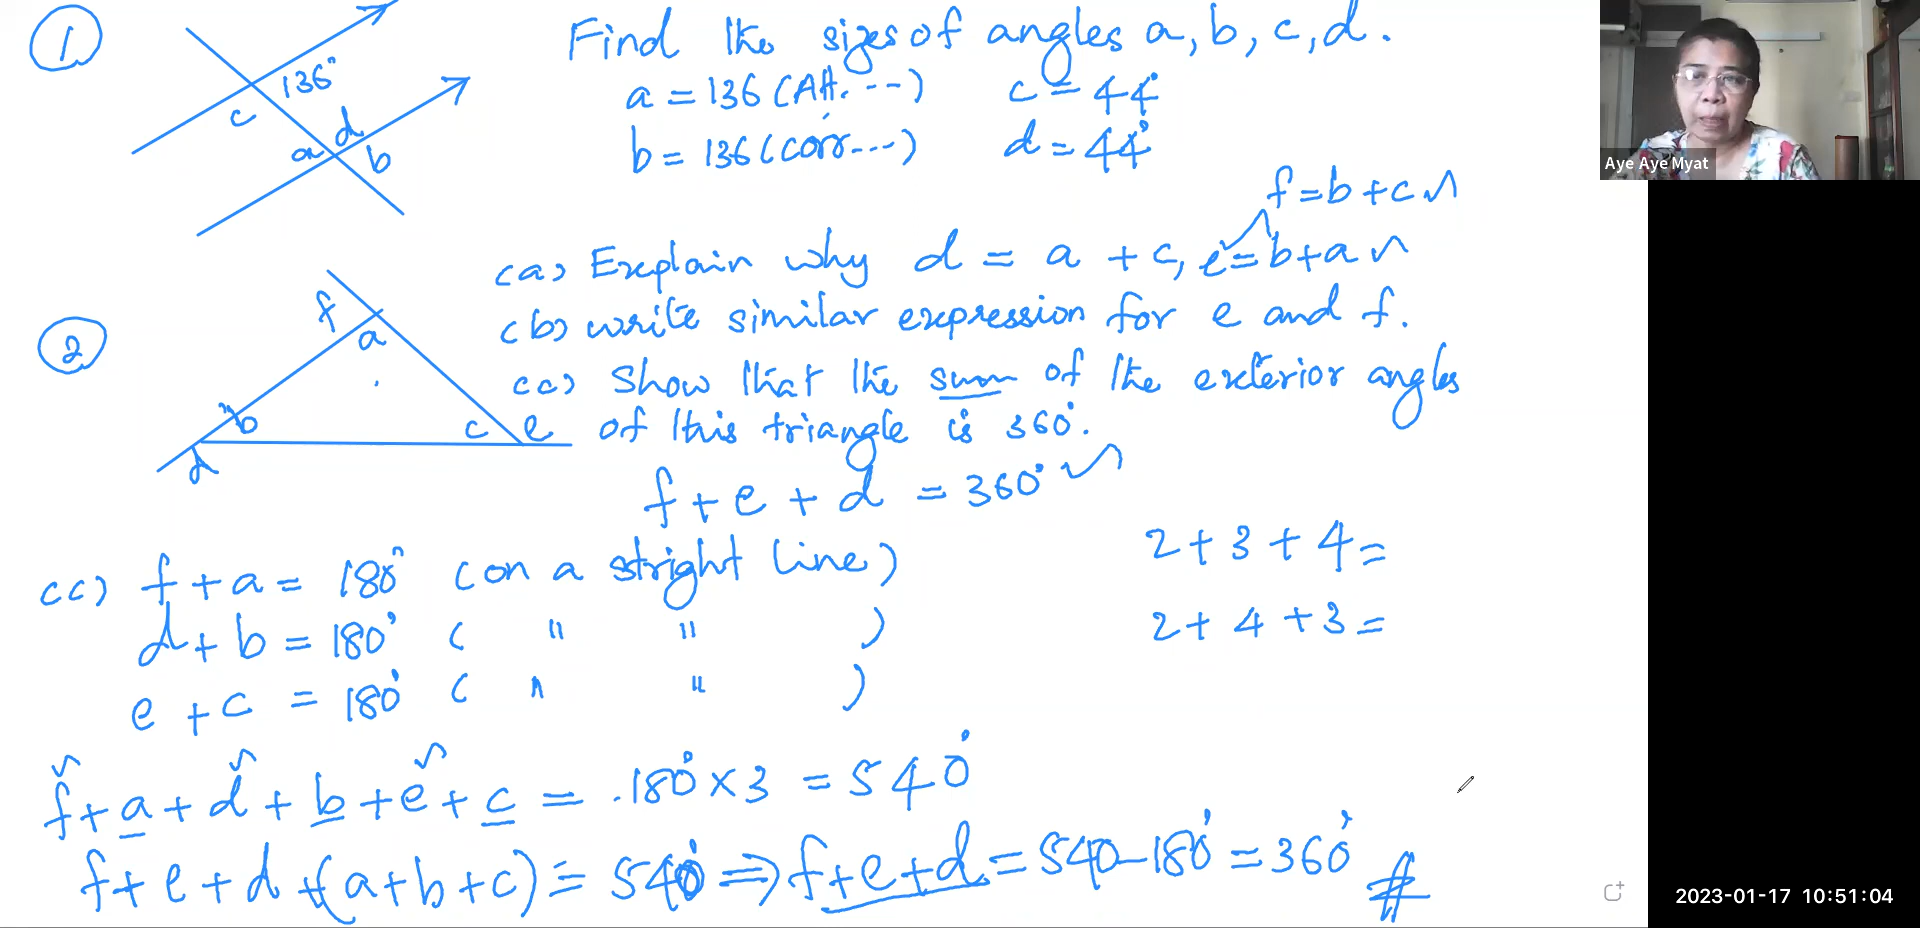 1
136°
c
d
a
b
Find the sizes of angles a, b, c, d.
a = 136 (Alt. ---)
c = 44°
b = 136 (corr ---)
d = 44°
f = b + c
(a) Explain why d = a + c, e = b + a
(b) write similar expression for e and f.
(c) Show that the sum of the exterior angles
of this triangle is 360°.
f + e + d = 360°
2
f
a
b
c
e
d
2 + 3 + 4 =
2 + 4 + 3 =
(c) f + a = 180° (on a stright line)
d + b = 180° ( " " )
e + c = 180° ( " " )
f + a + d + b + e + c = 180° × 3 = 540°
f + e + d + (a + b + c) = 540° ⇒ f + e + d = 540 - 180° = 360° #
Aye Aye Myat
2023-01-17 10:51:04